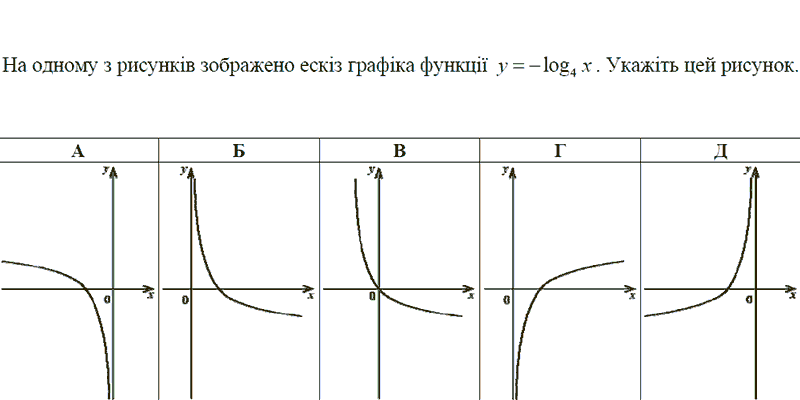 На одному з рисунків зображено ескіз графіка функції y = −log₄ x . Укажіть цей рисунок.
А Б В Г Д
y y y y y
0 x 0 x 0 x 0 x 0 x